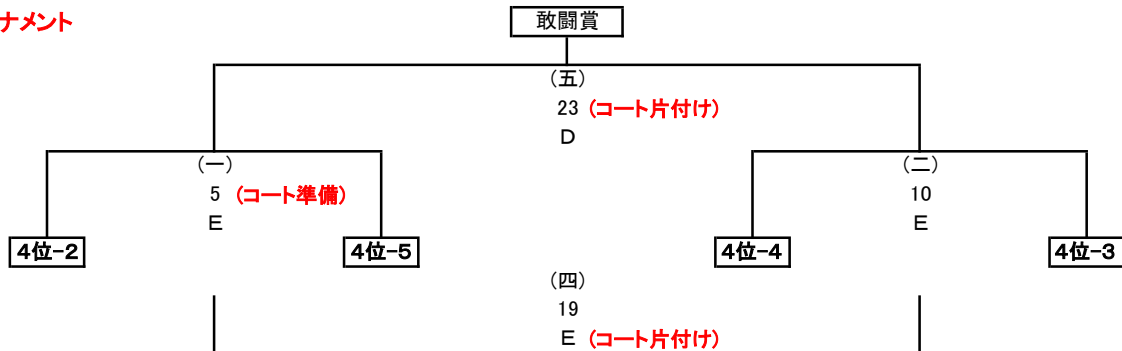 ナメント
敢闘賞
(五)
23 (コート片付け)
D
(一)
5 (コート準備)
E
(二)
10
E
4位-2
4位-5
4位-4
4位-3
(四)
19
E (コート片付け)